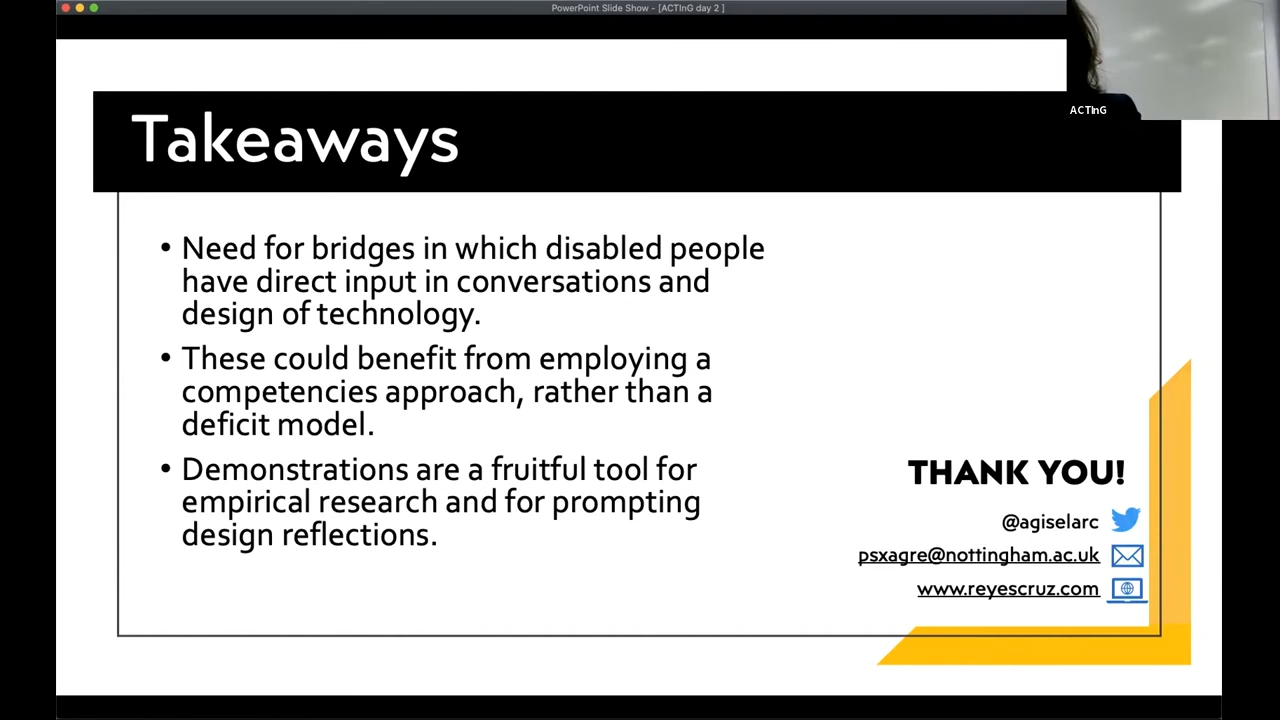 PowerPoint Slide Show - [ACTInG day 2 ]
ACTInG
Takeaways
• Need for bridges in which disabled people
have direct input in conversations and
design of technology.
• These could benefit from employing a
competencies approach, rather than a
deficit model.
• Demonstrations are a fruitful tool for
empirical research and for prompting
design reflections.
THANK YOU!
@agiselarc
psxagre@nottingham.ac.uk
www.reyescruz.com